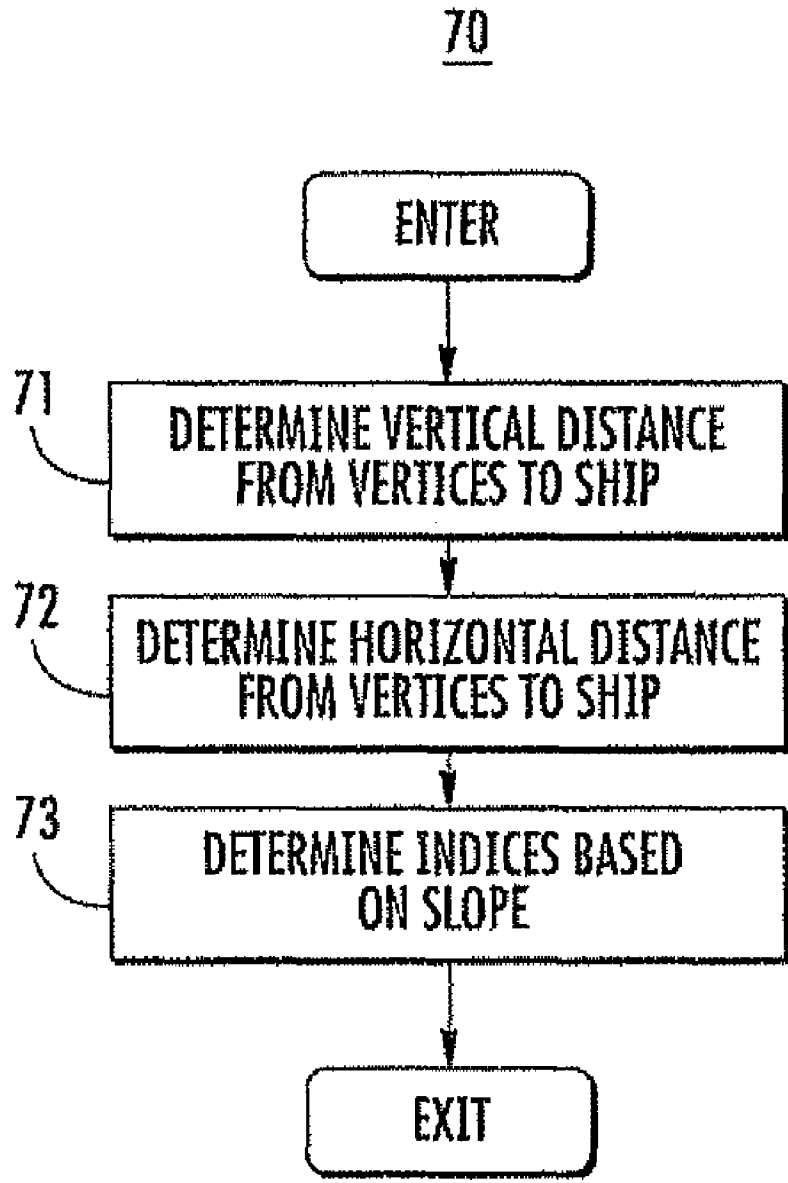 70
ENTER
71
DETERMINE VERTICAL DISTANCE
FROM VERTICES TO SHIP
72
DETERMINE HORIZONTAL DISTANCE
FROM VERTICES TO SHIP
73
DETERMINE INDICES BASED
ON SLOPE
EXIT